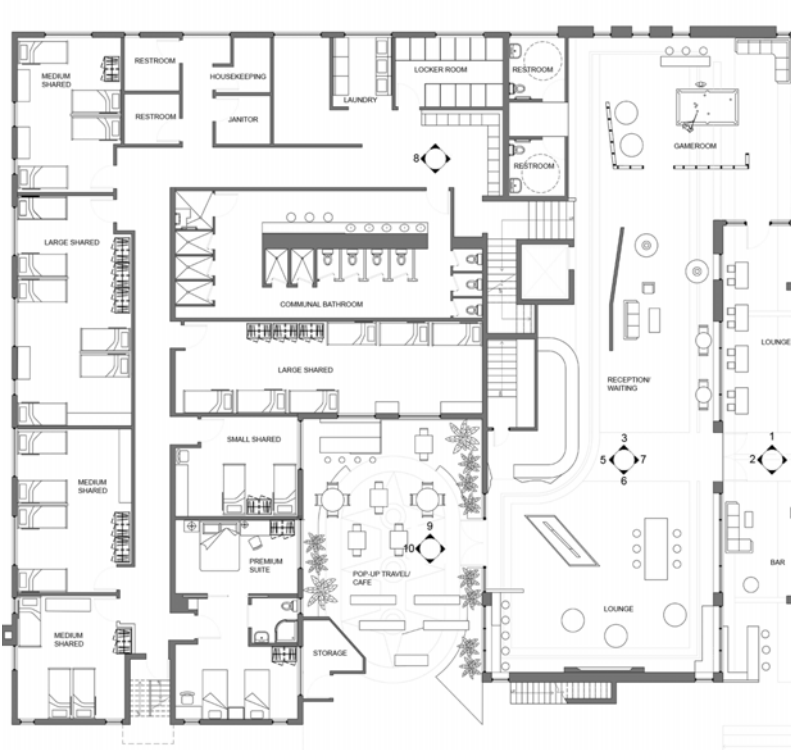 RESTROOM
HOUSEKEEPING
LOCKER ROOM
RESTROOM
MEDIUM
SHARED
LAUNDRY
RESTROOM
JANITOR
GAMEROOM
8
RESTROOM
LARGE SHARED
COMMUNAL BATHROOM
LOUNGE
LARGE SHARED
RECEPTION/
WAITING
SMALL SHARED
3
5 7
6
1
2
MEDIUM
SHARED
9
10
PREMIUM
SUITE
POP-UP TRAVEL/
CAFE
BAR
LOUNGE
MEDIUM
SHARED
STORAGE